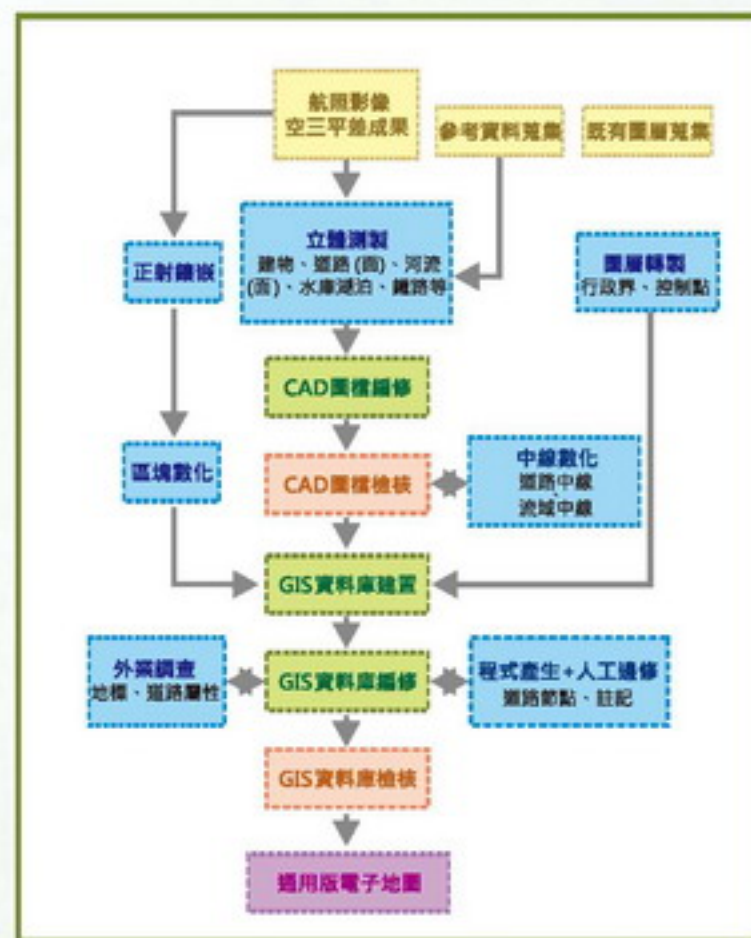 航照影像
空三平差成果
參考資料蒐集
既有圖層蒐集
正射鑲嵌
立體測製
建物、道路(面)、河流
(面)、水庫湖泊、鐵路等
圖層轉製
行政界、控制點
CAD圖檔編修
區塊數化
CAD圖檔檢核
中線數化
道路中線
、
流域中線
GIS資料庫建置
外業調查
地標、道路屬性
GIS資料庫編修
程式產生+人工邊修
道路節點、註記
GIS資料庫檢核
通用版電子地圖